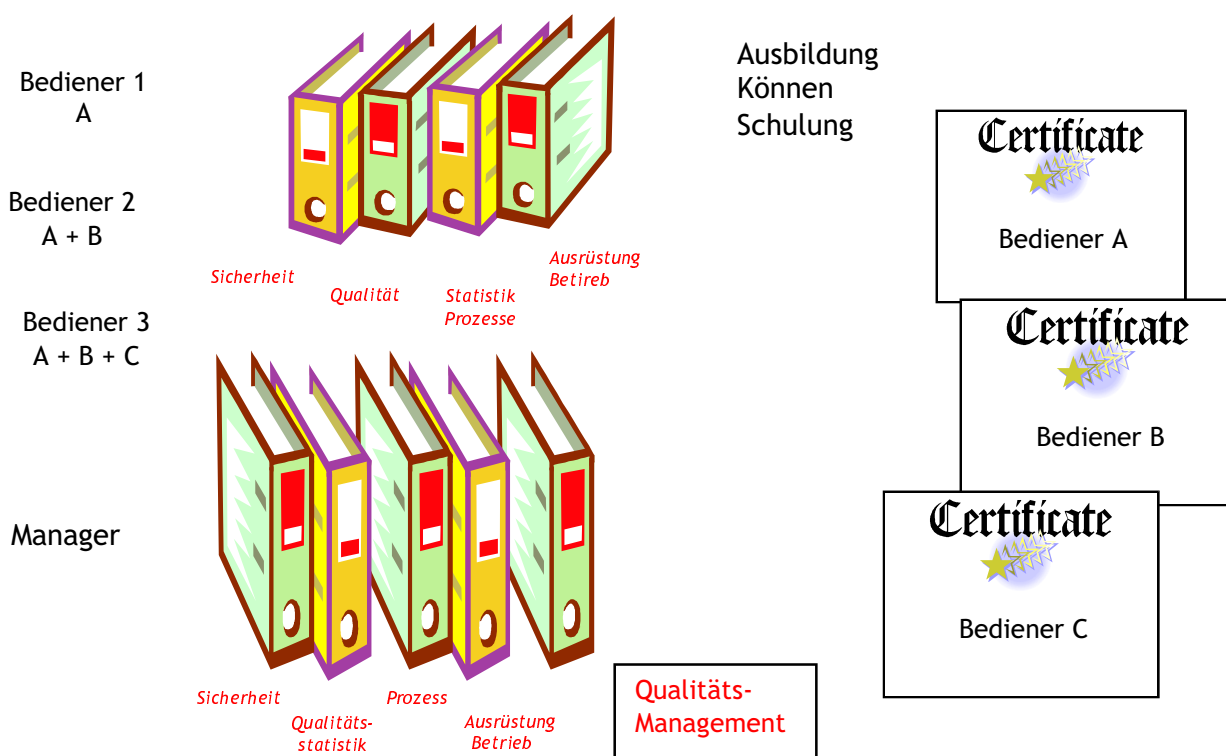 Bediener 1
A
Bediener 2
A + B
Bediener 3
A + B + C
Manager
Sicherheit
Qualität
Statistik
Prozesse
Ausrüstung
Betireb
Sicherheit
Qualitäts-
statistik
Prozess
Ausrüstung
Betrieb
Qualitäts-
Management
Ausbildung
Können
Schulung
Certificate
Bediener A
Certificate
Bediener B
Certificate
Bediener C